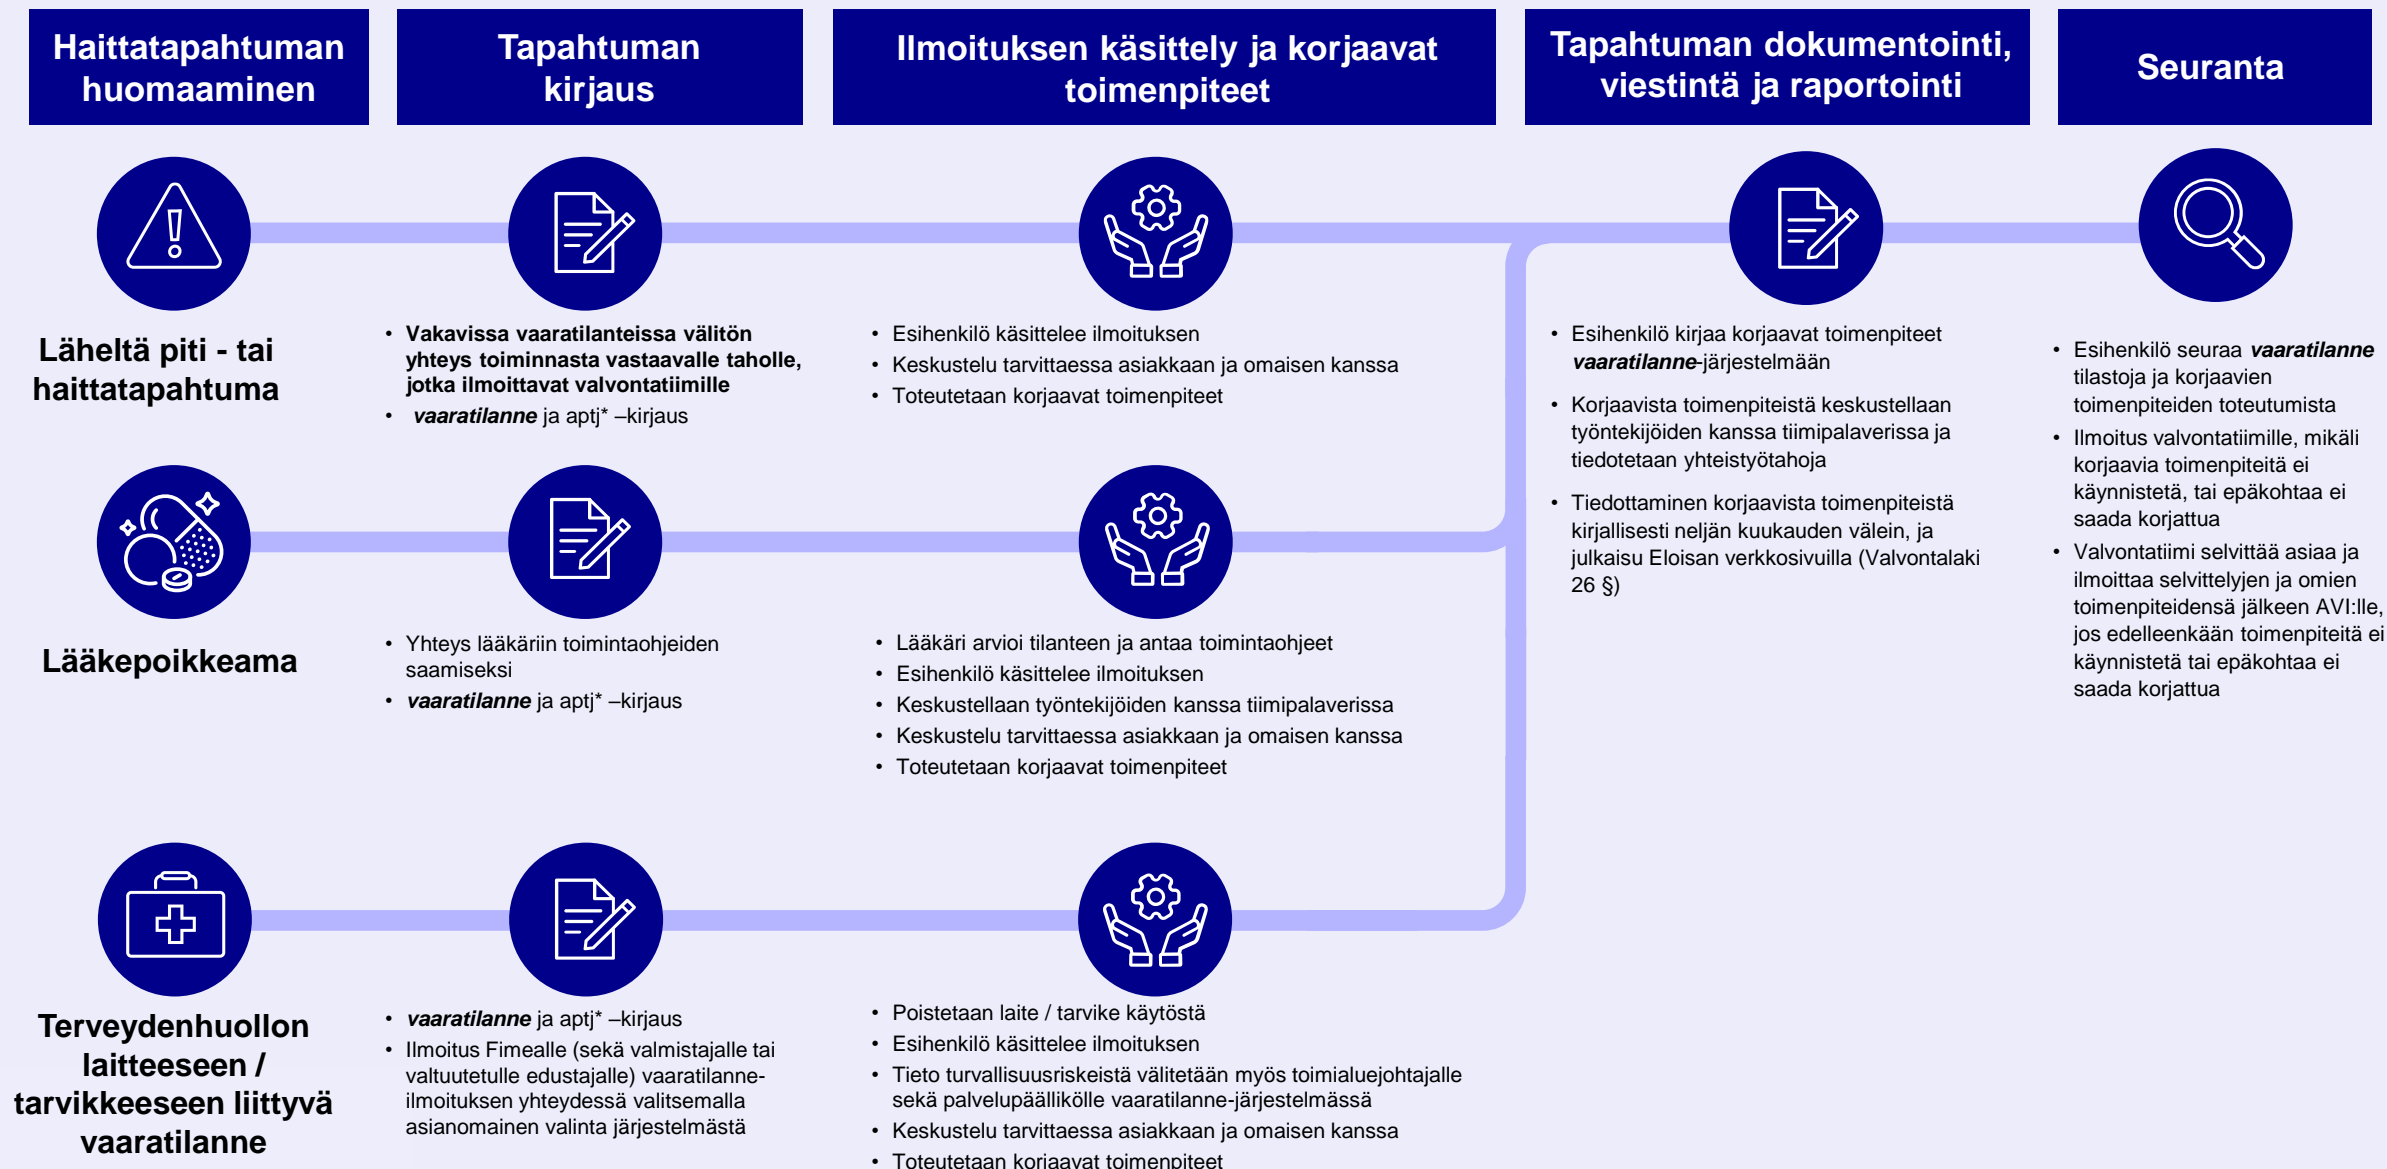 Haittatapahtuman
huomaaminen
Tapahtuman
kirjaus
Ilmoituksen käsittely ja korjaavat
toimenpiteet
Tapahtuman dokumentointi,
viestintä ja raportointi
Seuranta
Läheltä piti - tai
haittatapahtuma
• Vakavissa vaaratilanteissa välitön
yhteys toiminnasta vastaavalle taholle,
jotka ilmoittavat valvontatiimille
• vaaratilanne ja aptj* –kirjaus
• Esihenkilö käsittelee ilmoituksen
• Keskustelu tarvittaessa asiakkaan ja omaisen kanssa
• Toteutetaan korjaavat toimenpiteet
• Esihenkilö kirjaa korjaavat toimenpiteet
vaaratilanne-järjestelmään
• Korjaavista toimenpiteistä keskustellaan
työntekijöiden kanssa tiimipalaverissa ja
tiedotetaan yhteistyötahoja
• Tiedottaminen korjaavista toimenpiteistä
kirjallisesti neljän kuukauden välein, ja
julkaisu Eloisan verkkosivuilla (Valvontalaki
26 §)
• Esihenkilö seuraa vaaratilanne
tilastoja ja korjaavien
toimenpiteiden toteutumista
• Ilmoitus valvontatiimille, mikäli
korjaavia toimenpiteitä ei
käynnistetä, tai epäkohtaa ei
saada korjattua
• Valvontatiimi selvittää asiaa ja
ilmoittaa selvittelyjen ja omien
toimenpiteidensä jälkeen AVI:lle,
jos edelleenkään toimenpiteitä ei
käynnistetä tai epäkohtaa ei
saada korjattua
Lääkepoikkeama
• Yhteys lääkäriin toimintaohjeiden
saamiseksi
• vaaratilanne ja aptj* –kirjaus
• Lääkäri arvioi tilanteen ja antaa toimintaohjeet
• Esihenkilö käsittelee ilmoituksen
• Keskustellaan työntekijöiden kanssa tiimipalaverissa
• Keskustelu tarvittaessa asiakkaan ja omaisen kanssa
• Toteutetaan korjaavat toimenpiteet
Terveydenhuollon
laitteeseen /
tarvikkeeseen liittyvä
vaaratilanne
• vaaratilanne ja aptj* –kirjaus
• Ilmoitus Fimealle (sekä valmistajalle tai
valtuutetulle edustajalle) vaaratilanne-
ilmoituksen yhteydessä valitsemalla
asianomainen valinta järjestelmästä
• Poistetaan laite / tarvike käytöstä
• Esihenkilö käsittelee ilmoituksen
• Tieto turvallisuusriskeistä välitetään myös toimialuejohtajalle
sekä palvelupäällikölle vaaratilanne-järjestelmässä
• Keskustelu tarvittaessa asiakkaan ja omaisen kanssa
• Toteutetaan korjaavat toimenpiteet